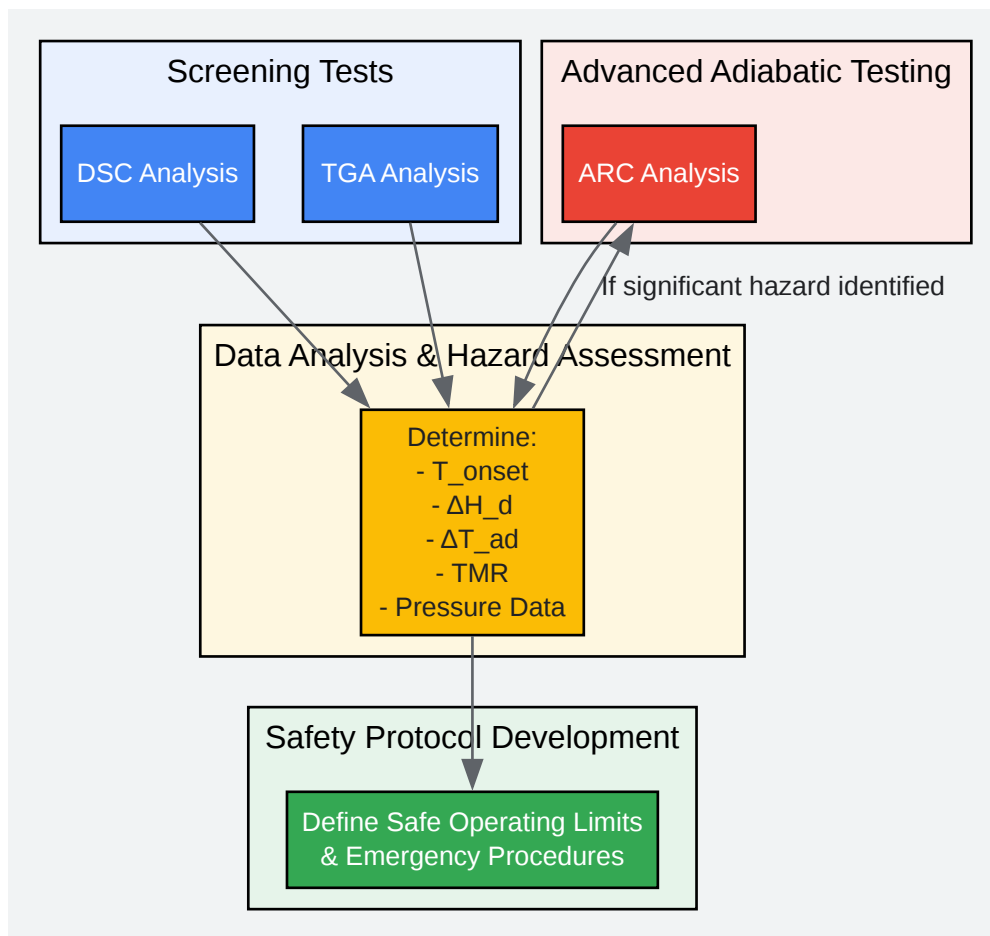 Screening Tests
Advanced Adiabatic Testing
DSC Analysis
TGA Analysis
ARC Analysis
If significant hazard identified
Data Analysis & Hazard Assessment
Determine:
- T_onset
- ΔH_d
- ΔT_ad
- TMR
- Pressure Data
Safety Protocol Development
Define Safe Operating Limits
& Emergency Procedures